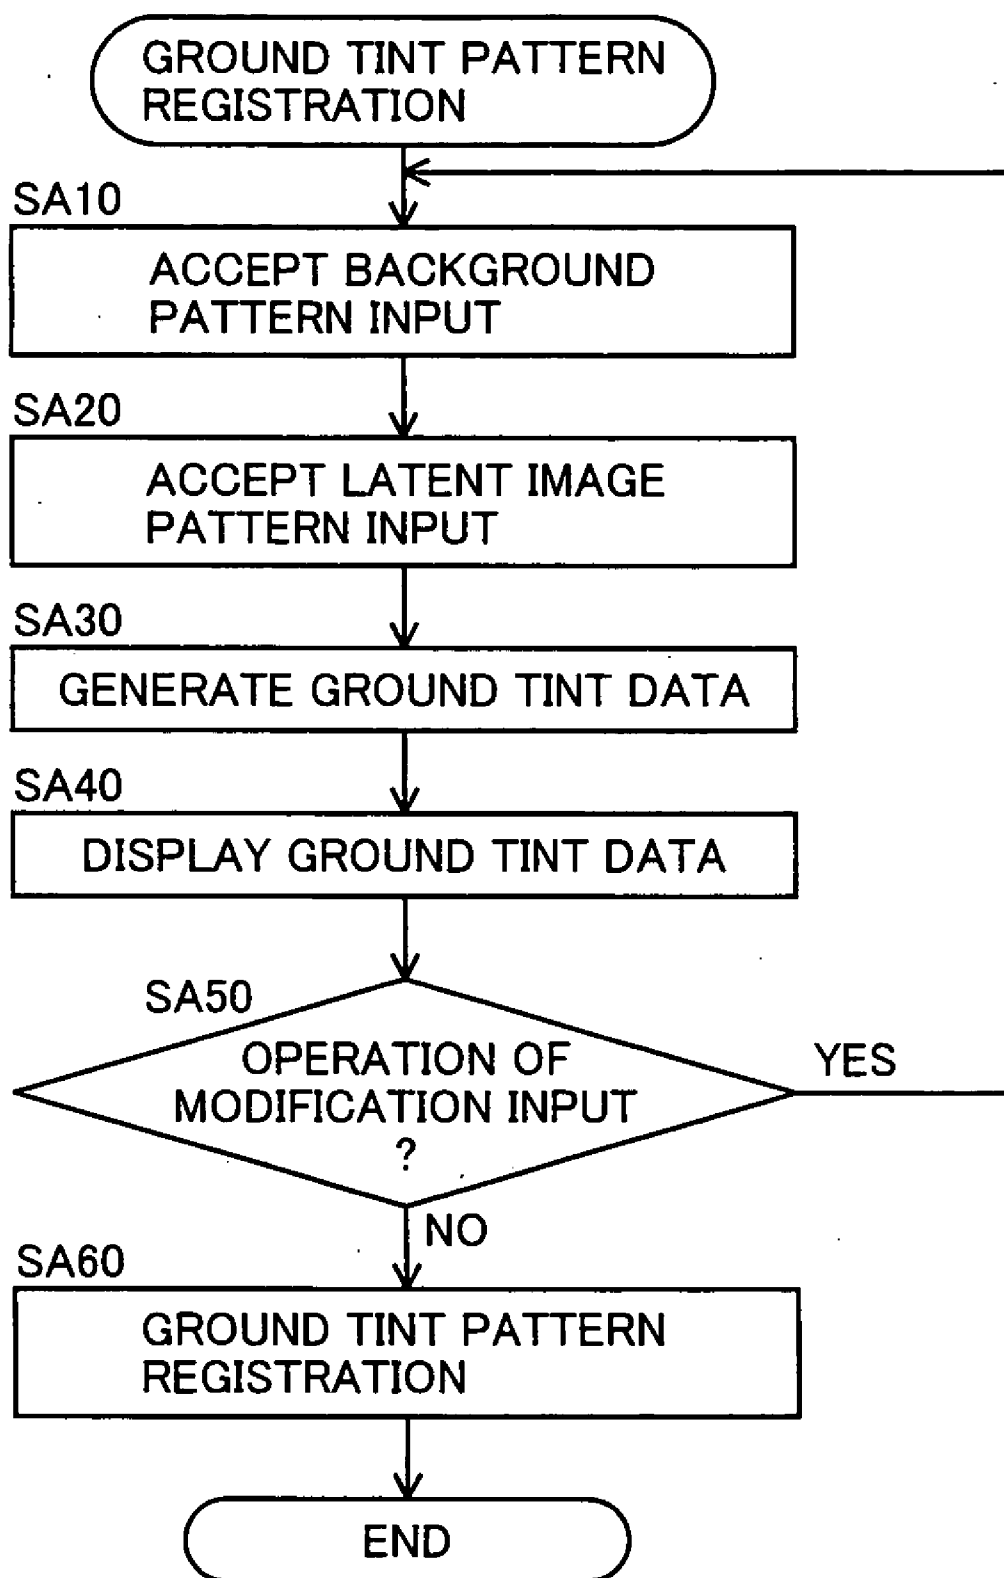 GROUND TINT PATTERN
REGISTRATION
SA10
ACCEPT BACKGROUND
PATTERN INPUT
SA20
ACCEPT LATENT IMAGE
PATTERN INPUT
SA30
GENERATE GROUND TINT DATA
SA40
DISPLAY GROUND TINT DATA
SA50
OPERATION OF
MODIFICATION INPUT
?
YES
NO
SA60
GROUND TINT PATTERN
REGISTRATION
END